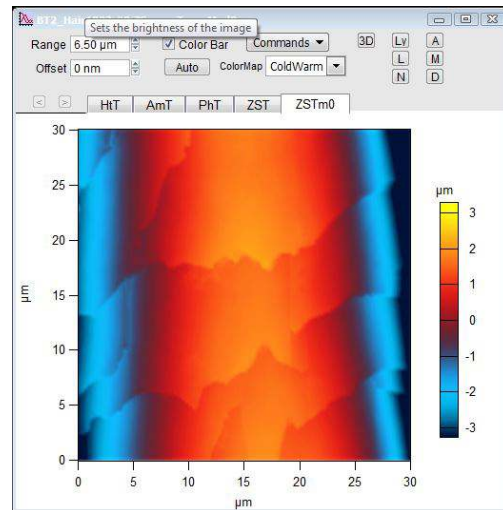 Sets the brightness of the image
Range 6.50 µm Color Bar Commands 3D Ly A
L M
Offset 0 nm Auto ColorMap ColdWarm
N D
< > HtT AmT PhT ZST ZSTm0
30
25
20
15
10
5
0
µm
0 5 10 15 20 25 30
µm
µm
3
2
1
0
-1
-2
-3